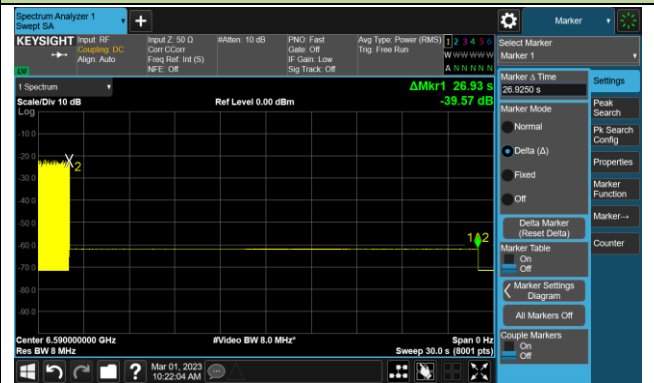 Spectrum Analyzer 1
Swept SA
Marker
KEYSIGHT
Input: RF
Coupling: DC
Align: Auto
Input Z: 50 Ω
Corr CCorr
Freq Ref: Int (S)
NFE: Off
#Atten: 10 dB
PNO: Fast
Gate: Off
IF Gain: Low
Sig Track: Off
Avg Type: Power (RMS)
Trig: Free Run
1 2 3 4 5 6
W W W W W W
A N N N N N
Select Marker
Marker 1
1 Spectrum
ΔMkr1 26.93 s
Scale/Div 10 dB
Ref Level 0.00 dBm
-39.57 dB
Log
-10.0
-20.0
-30.0
-40.0
-50.0
-60.0
-70.0
-80.0
-90.0
X2
1Δ2
Center 6.590000000 GHz
#Video BW 8.0 MHz*
Span 0 Hz
Res BW 8 MHz
Sweep 30.0 s (8001 pts)
Marker Δ Time
26.9250 s
Marker Mode
Normal
Delta (Δ)
Fixed
Off
Delta Marker
(Reset Delta)
Marker Table
On
Off
Marker Settings
Diagram
All Markers Off
Couple Markers
On
Off
Settings
Peak
Search
Pk Search
Config
Properties
Marker
Function
Marker→
Counter
Mar 01, 2023
10:22:04 AM